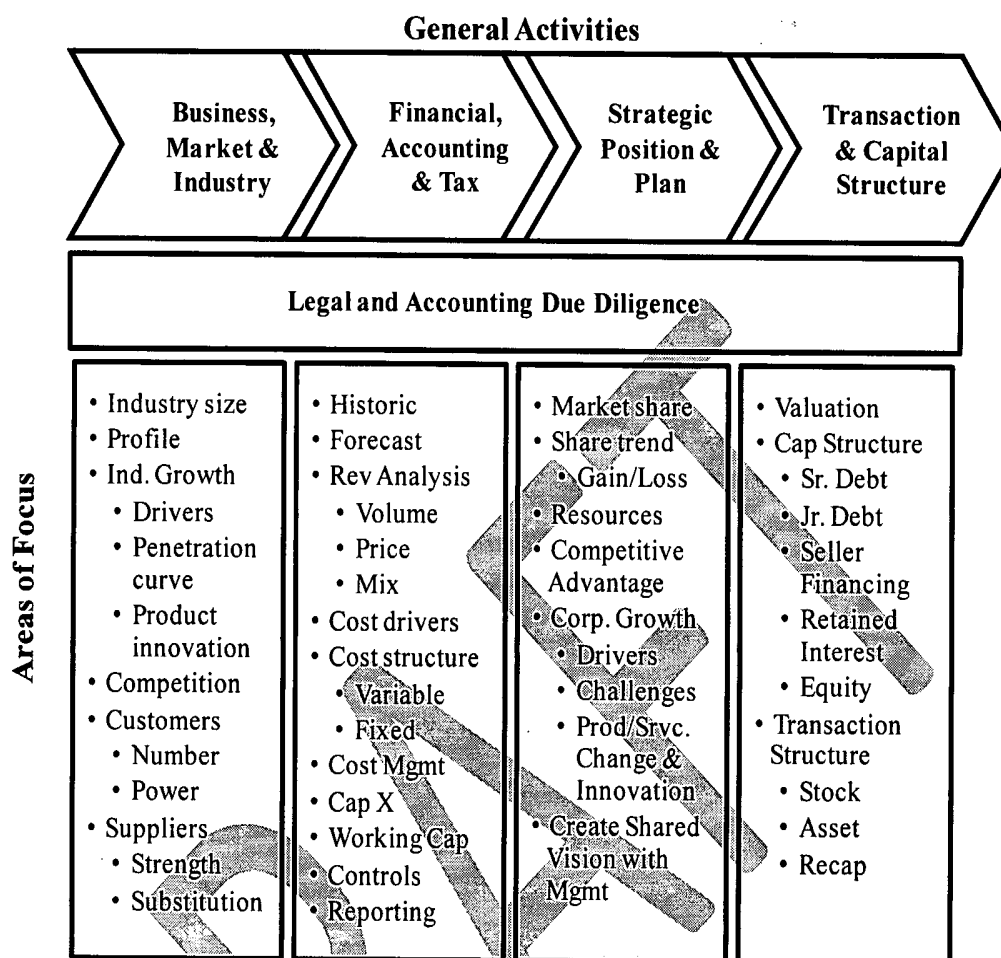 General Activities
Business,
Market &
Industry
Financial,
Accounting
& Tax
Strategic
Position &
Plan
Transaction
& Capital
Structure
Legal and Accounting Due Diligence
Areas of Focus
• Industry size
• Profile
• Ind. Growth
• Drivers
• Penetration
curve
• Product
innovation
• Competition
• Customers
• Number
• Power
• Suppliers
• Strength
• Substitution
• Historic
• Forecast
• Rev Analysis
• Volume
• Price
• Mix
• Cost drivers
• Cost structure
• Variable
• Fixed
• Cost Mgmt
• Cap X
• Working Cap
• Controls
• Reporting
• Market share
• Share trend
• Gain/Loss
• Resources
• Competitive
Advantage
• Corp. Growth
• Drivers
• Challenges
• Prod/Srvc.
Change &
Innovation
• Create Shared
Vision with
Mgmt
• Valuation
• Cap Structure
• Sr. Debt
• Jr. Debt
• Seller
Financing
• Retained
Interest
• Equity
• Transaction
Structure
• Stock
• Asset
• Recap